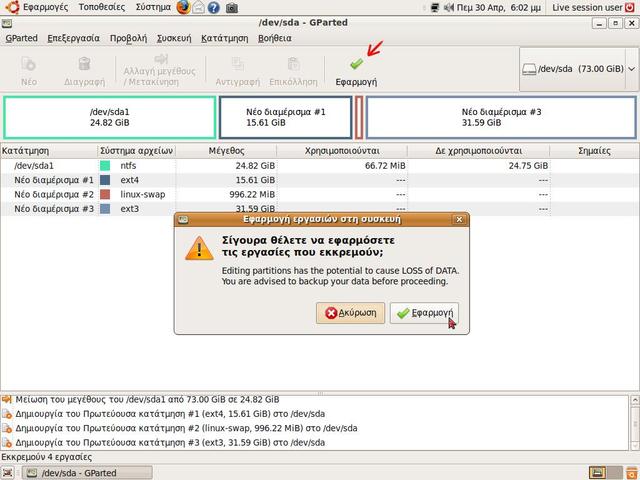 Εφαρμογές Τοποθεσίες Σύστημα Πεμ 30 Απρ, 6:02 μμ Live session user
/dev/sda - GParted
GParted Επεξεργασία Προβολή Συσκευή Κατάτμηση Βοήθεια
Νέο Διαγραφή Αλλαγή μεγέθους / Μετακίνηση Αντιγραφή Επικόλληση Εφαρμογή /dev/sda (73.00 GiB)
/dev/sda1 Νέο διαμέρισμα #1 Νέο διαμέρισμα #3
24.82 GiB 15.61 GiB 31.59 GiB
Κατάτμηση Σύστημα αρχείων Μέγεθος Χρησιμοποιούνται Δε χρησιμοποιούνται Σημαίες
/dev/sda1 ntfs 24.82 GiB 66.72 MiB 24.75 GiB
Νέο διαμέρισμα #1 ext4 15.61 GiB --- ---
Νέο διαμέρισμα #2 linux-swap 996.22 MiB --- ---
Νέο διαμέρισμα #3 ext3 31.59 GiB --- ---
Εφαρμογή εργασιών στη συσκευή
Σίγουρα θέλετε να εφαρμόσετε
τις εργασίες που εκκρεμούν;
Editing partitions has the potential to cause LOSS of DATA.
You are advised to backup your data before proceeding.
Ακύρωση Εφαρμογή
Μείωση του μεγέθους του /dev/sda1 από 73.00 GiB σε 24.82 GiB
Δημιουργία του Πρωτεύουσα κατάτμηση #1 (ext4, 15.61 GiB) στο /dev/sda
Δημιουργία του Πρωτεύουσα κατάτμηση #2 (linux-swap, 996.22 MiB) στο /dev/sda
Δημιουργία του Πρωτεύουσα κατάτμηση #3 (ext3, 31.59 GiB) στο /dev/sda
Εκκρεμούν 4 εργασίες
/dev/sda - GParted